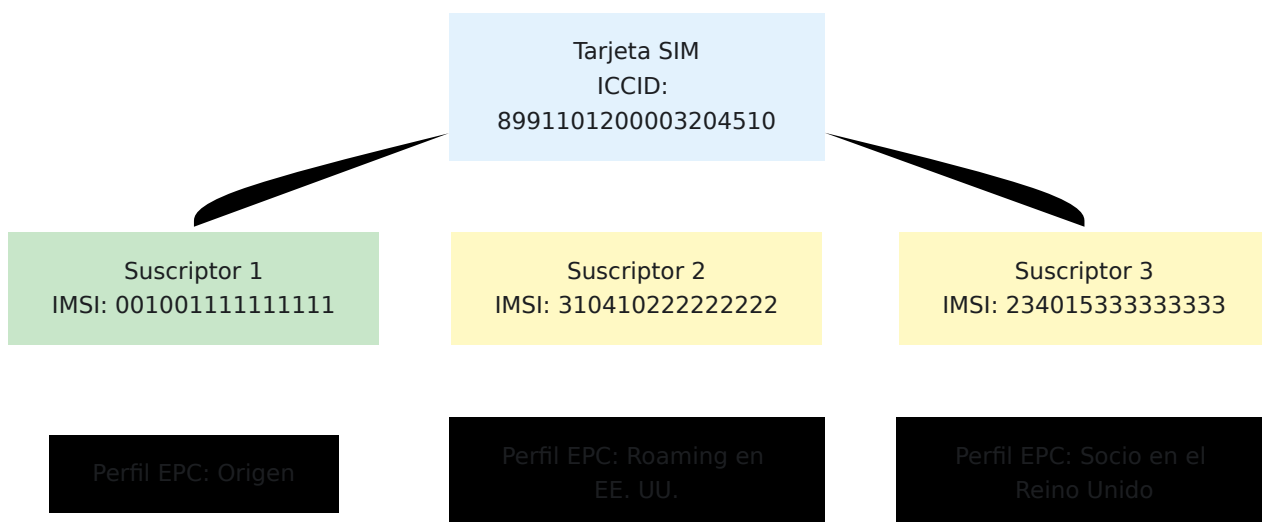 Tarjeta SIM
ICCID:
8991101200003204510
Suscriptor 1
IMSI: 001001111111111
Suscriptor 2
IMSI: 310410222222222
Suscriptor 3
IMSI: 234015333333333
Perfil EPC: Origen
Perfil EPC: Roaming en
EE. UU.
Perfil EPC: Socio en el
Reino Unido